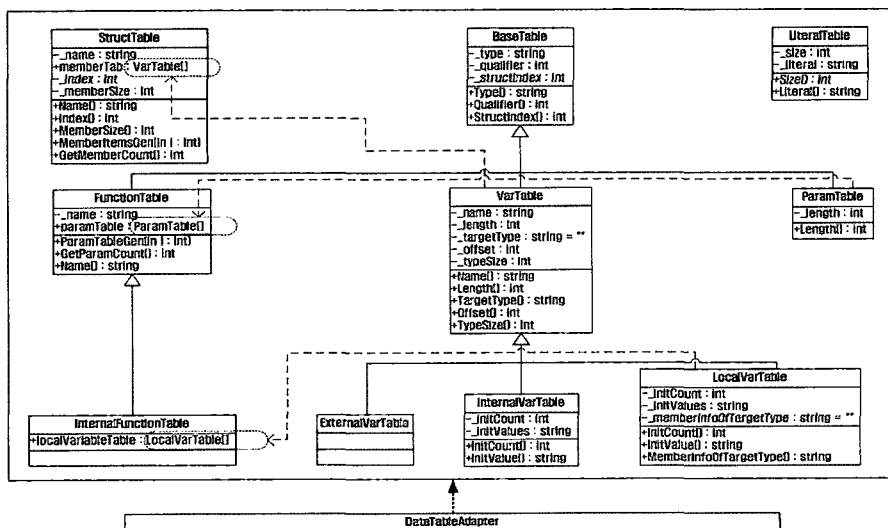 StructTable
-_name : string
+memberTab: VarTable[]
-_index : int
-_memberSize : int
+Name() : string
+Index() : int
+MemberSize() : int
+MemberItemsGen(in i : int)
+GetMemberCount() : int
BaseTable
-_type : string
-_qualifier : int
-_structIndex : int
+Type() : string
+Qualifier() : int
+StructIndex() : int
LiteralTable
-_size : int
-_literal : string
+Size() : int
+Literal() : string
FunctionTable
-_name : string
+paramTable : ParamTable[]
+ParamTableGen(in i : int)
+GetParamCount() : int
+Name() : string
VarTable
-_name : string
-_length : int
-_targetType : string = ""
-_offset : int
-_typeSize : int
+Name() : string
+Length() : int
+TargetType() : string
+Offset() : int
+TypeSize() : int
ParamTable
-_length : int
+Length() : int
InternalFunctionTable
+localVariableTable : LocalVarTable[]
ExternalVarTable
InternalVarTable
-_initCount : int
-_initValues : string
+InitCount() : int
+InitValue() : string
LocalVarTable
-_initCount : int
-_initValues : string
-_memberInfoOfTargetType : string = ""
+InitCount() : int
+InitValue() : string
+MemberInfoOfTargetType() : string
DataTableAdapter